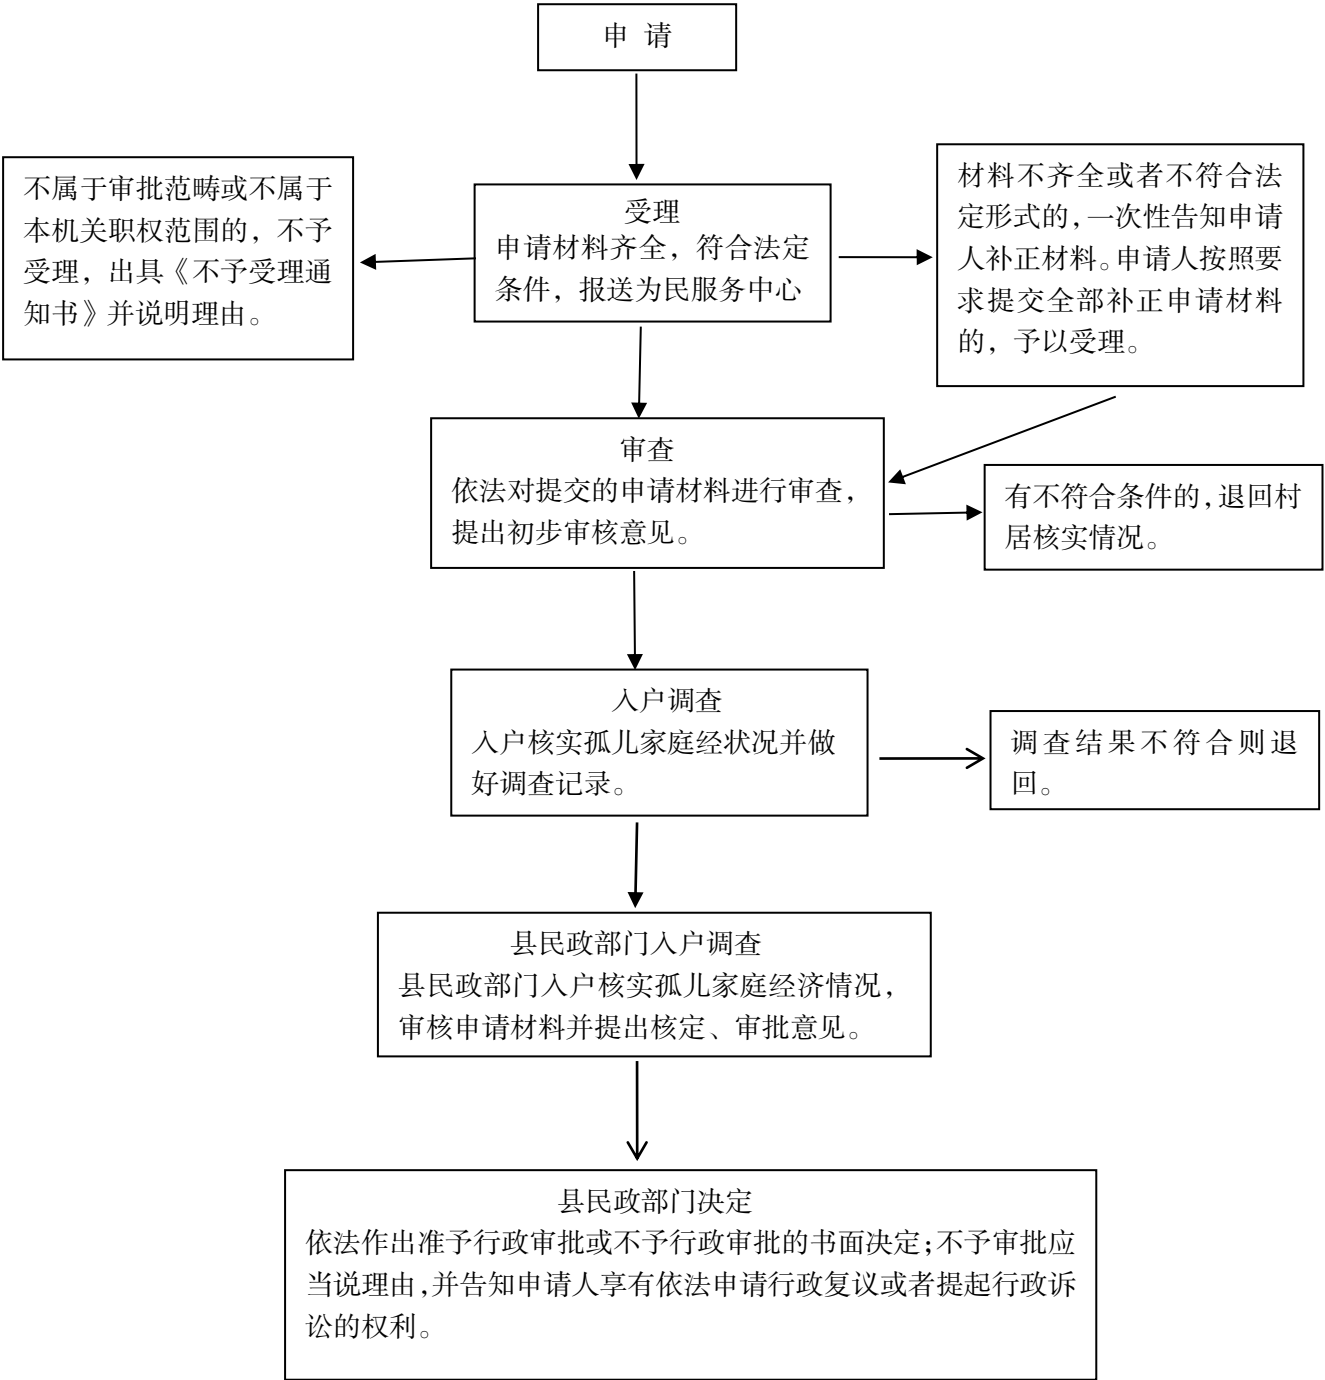 申 请
不属于审批范畴或不属于
本机关职权范围的，不予
受理，出具《不予受理通
知书》并说明理由。
受理
申请材料齐全，符合法定
条件，报送为民服务中心
材料不齐全或者不符合法
定形式的，一次性告知申请
人补正材料。申请人按照要
求提交全部补正申请材料
的，予以受理。
审查
依法对提交的申请材料进行审查，
提出初步审核意见。
有不符合条件的，退回村
居核实情况。
入户调查
入户核实孤儿家庭经状况并做
好调查记录。
调查结果不符合则退
回。
县民政部门入户调查
县民政部门入户核实孤儿家庭经济情况，
审核申请材料并提出核定、审批意见。
县民政部门决定
依法作出准予行政审批或不予行政审批的书面决定；不予审批应
当说理由，并告知申请人享有依法申请行政复议或者提起行政诉
讼的权利。